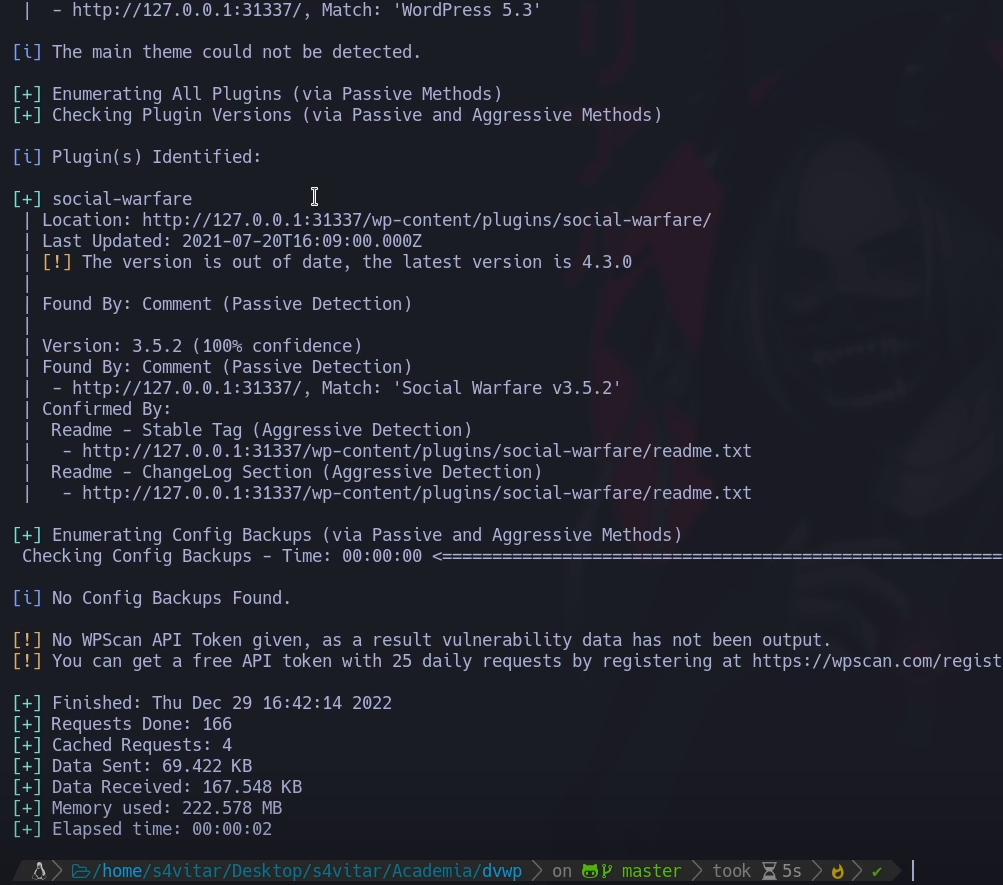 |  - http://127.0.0.1:31337/, Match: 'WordPress 5.3'
[i] The main theme could not be detected.
[+] Enumerating All Plugins (via Passive Methods)
[+] Checking Plugin Versions (via Passive and Aggressive Methods)
[i] Plugin(s) Identified:
[+] social-warfare
 | Location: http://127.0.0.1:31337/wp-content/plugins/social-warfare/
 | Last Updated: 2021-07-20T16:09:00.000Z
 | [!] The version is out of date, the latest version is 4.3.0
 |
 | Found By: Comment (Passive Detection)
 |
 | Version: 3.5.2 (100% confidence)
 | Found By: Comment (Passive Detection)
 |  - http://127.0.0.1:31337/, Match: 'Social Warfare v3.5.2'
 | Confirmed By:
 |  Readme - Stable Tag (Aggressive Detection)
 |   - http://127.0.0.1:31337/wp-content/plugins/social-warfare/readme.txt
 |  Readme - ChangeLog Section (Aggressive Detection)
 |   - http://127.0.0.1:31337/wp-content/plugins/social-warfare/readme.txt
[+] Enumerating Config Backups (via Passive and Aggressive Methods)
 Checking Config Backups - Time: 00:00:00 <========================================================
[i] No Config Backups Found.
[!] No WPScan API Token given, as a result vulnerability data has not been output.
[!] You can get a free API token with 25 daily requests by registering at https://wpscan.com/regist
[+] Finished: Thu Dec 29 16:42:14 2022
[+] Requests Done: 166
[+] Cached Requests: 4
[+] Data Sent: 69.422 KB
[+] Data Received: 167.548 KB
[+] Memory used: 222.578 MB
[+] Elapsed time: 00:00:02
/home/s4vitar/Desktop/s4vitar/Academia/dvwp on master took 5s ✔